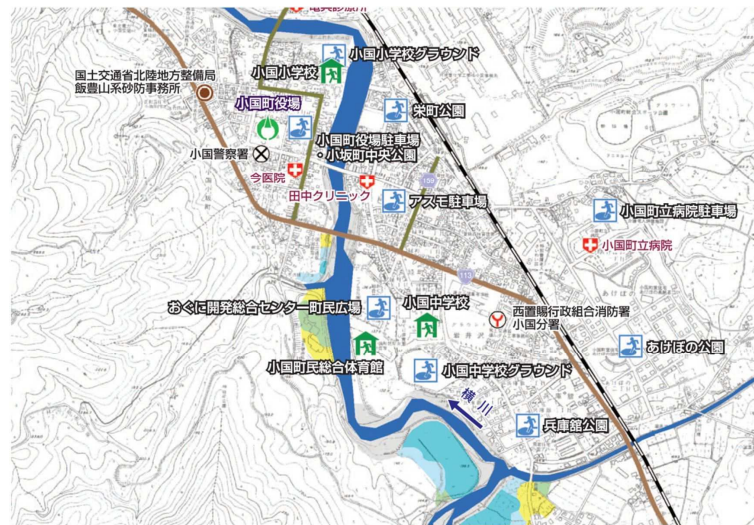 小国小学校グラウンド
小国小学校
国土交通省北陸地方整備局
飯豊山系砂防事務所
小国町役場
栄町公園
小国町役場駐車場
・小坂町中央公園
小国警察署
今医院
田中クリニック
159
アスモ駐車場
小国町立病院駐車場
小国町立病院
113
おぐに開発総合センター町民広場
小国中学校
西置賜行政組合消防署
小国分署
あけぼの公園
小国町民総合体育館
小国中学校グラウンド
横川
兵庫舘公園